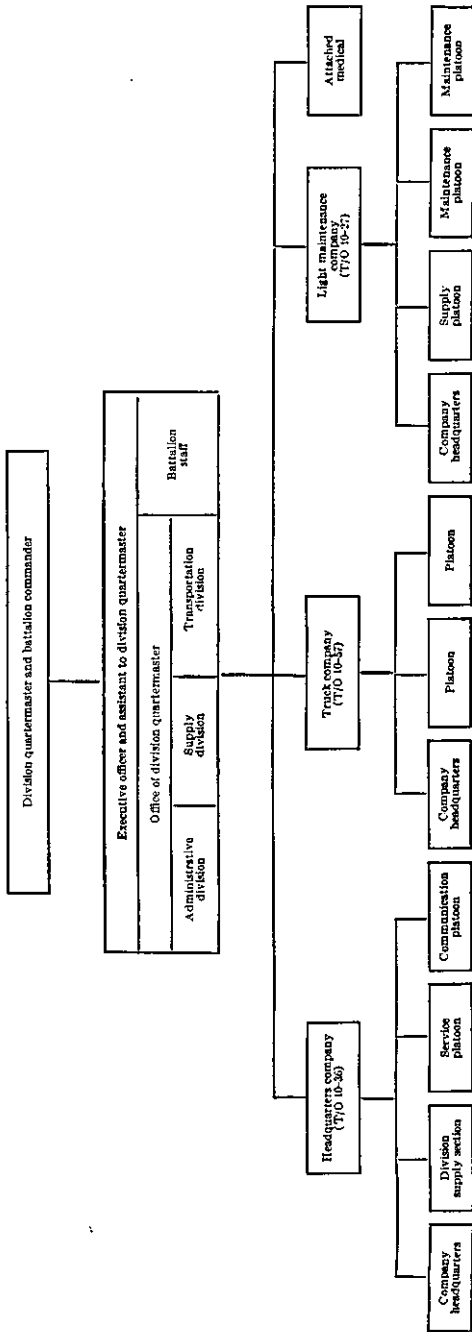 Division quartermaster and battalion commander
Executive officer and assistant to division quartermaster
Office of division quartermaster
Battalion
staff
Administrative
division
Supply
division
Transportation
division
Headquarters company
(T/O 10-36)
Truck company
(T/O 10-57)
Light maintenance
company
(T/O 10-27)
Attached
medical
Company
headquarters
Division
supply section
Service
platoon
Communication
platoon
Company
headquarters
Platoon
Platoon
Company
headquarters
Supply
platoon
Maintenance
platoon
Maintenance
platoon